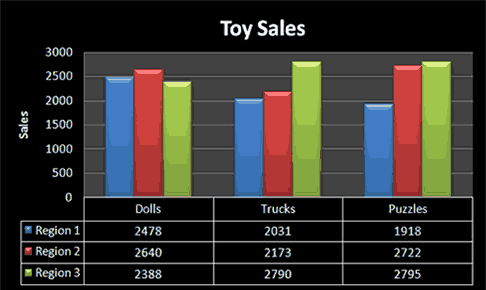 Toy Sales
3000
2500
2000
1500
1000
500
0
Sales
Dolls Trucks Puzzles
Region 1 2478 2031 1918
Region 2 2640 2173 2722
Region 3 2388 2790 2795